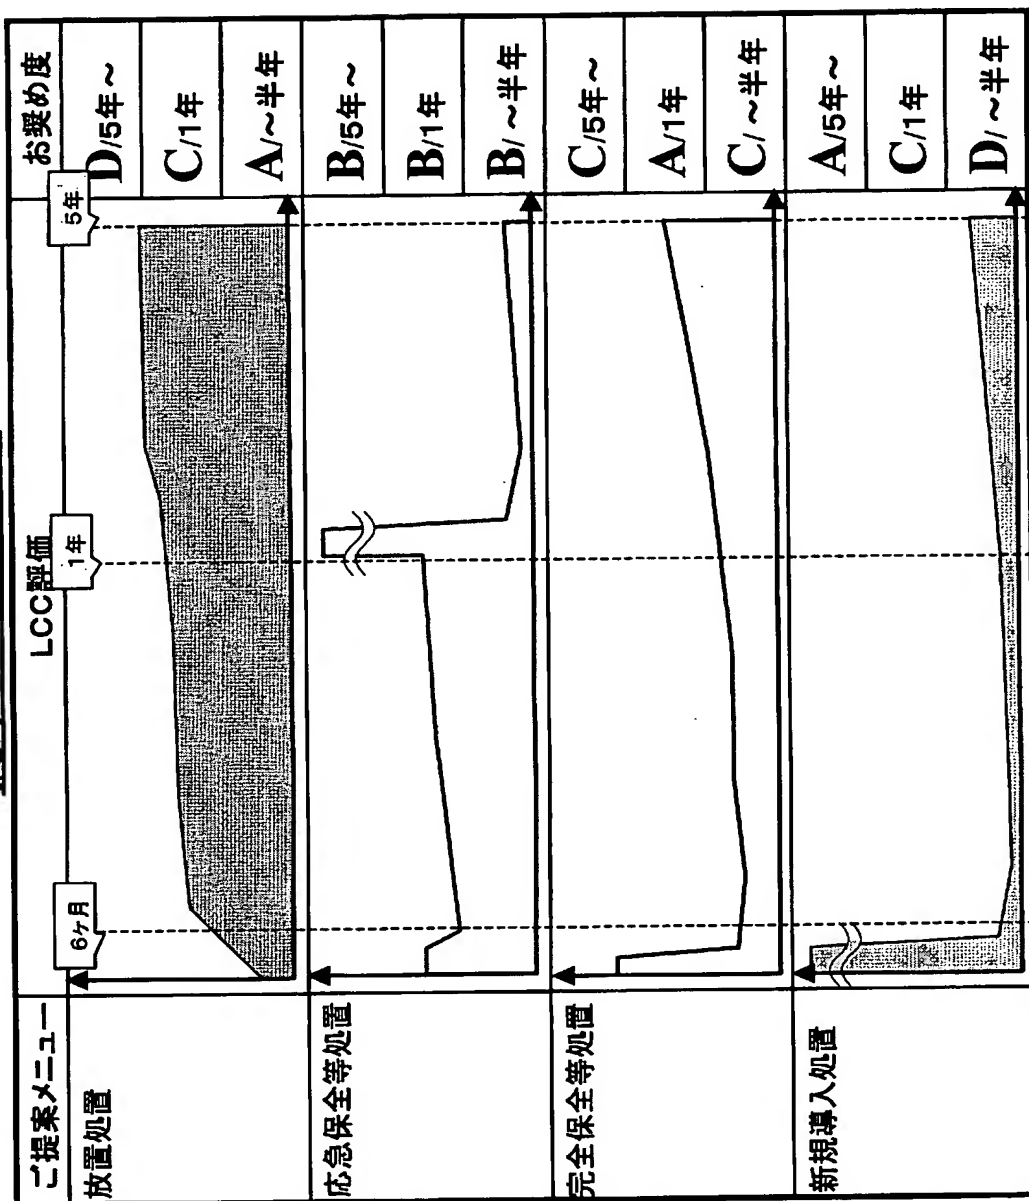 ご提案メニュー
LCC評価
お奨め度
6ヶ月
1年
5年
放置処置
D/5年～
C/1年
A/～半年
応急保全等処置
B/5年～
B/1年
B/～半年
完全保全等処置
C/5年～
A/1年
C/～半年
新規導入処置
A/5年～
C/1年
D/～半年